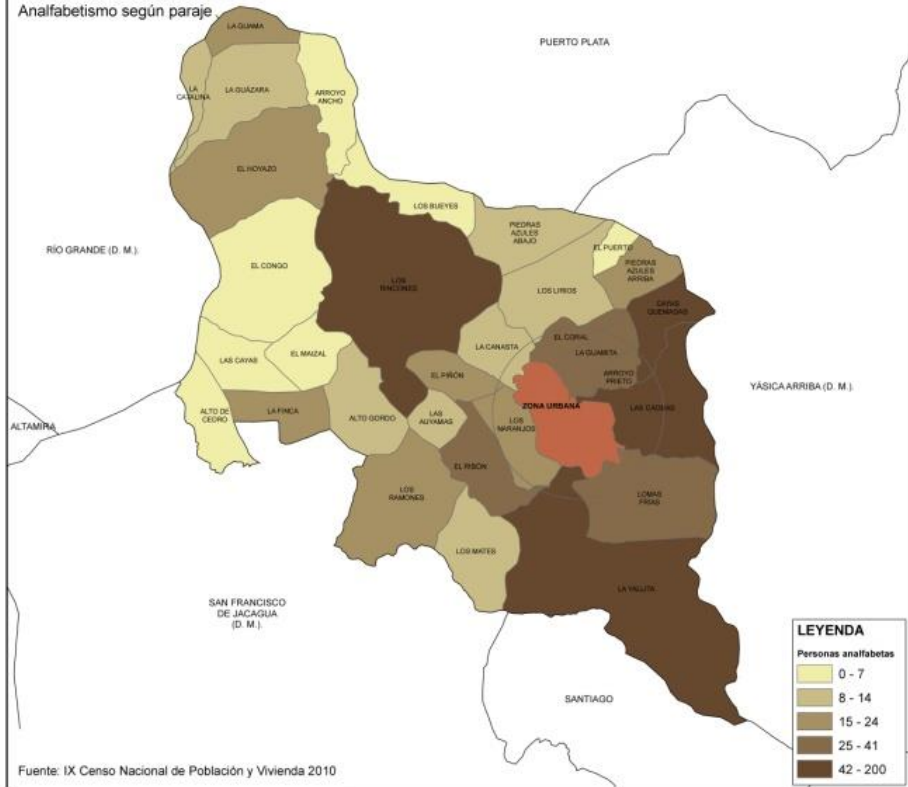 Analfabetismo según paraje
LA GUAMA
PUERTO PLATA
LA
CATALINA
LA GUÁZARA
ARROYO
ANCHO
EL HOYAZO
LOS BUEYES
PIEDRAS
AZULES
ABAJO
EL PUERTO
PIEDRAS
AZULES
ARRIBA
RÍO GRANDE (D. M.).
EL CONGO
LOS
RINCONES
LOS LIRIOS
CAYAS
QUEMADAS
EL CORAL
LA CANASTA
LA GUAMITA
LAS CAYAS
EL MAIZAL
EL PIÑÓN
ARROYO
PRIETO
YÁSICA ARRIBA (D. M.).
ALTO DE
CEDRO
LA FINCA
ALTO GORDO
LAS
AUYAMAS
ZONA URBANA
LAS CAOBAS
LOS
NARANJOS
ALTAMIRA
LOS
RAMONES
LOMAS
FRÍAS
LOS MATES
LA YALLITA
SAN FRANCISCO
DE JACAGUA
(D. M.).
SANTIAGO
LEYENDA
Personas analfabetas
0 - 7
8 - 14
15 - 24
25 - 41
42 - 200
Fuente: IX Censo Nacional de Población y Vivienda 2010